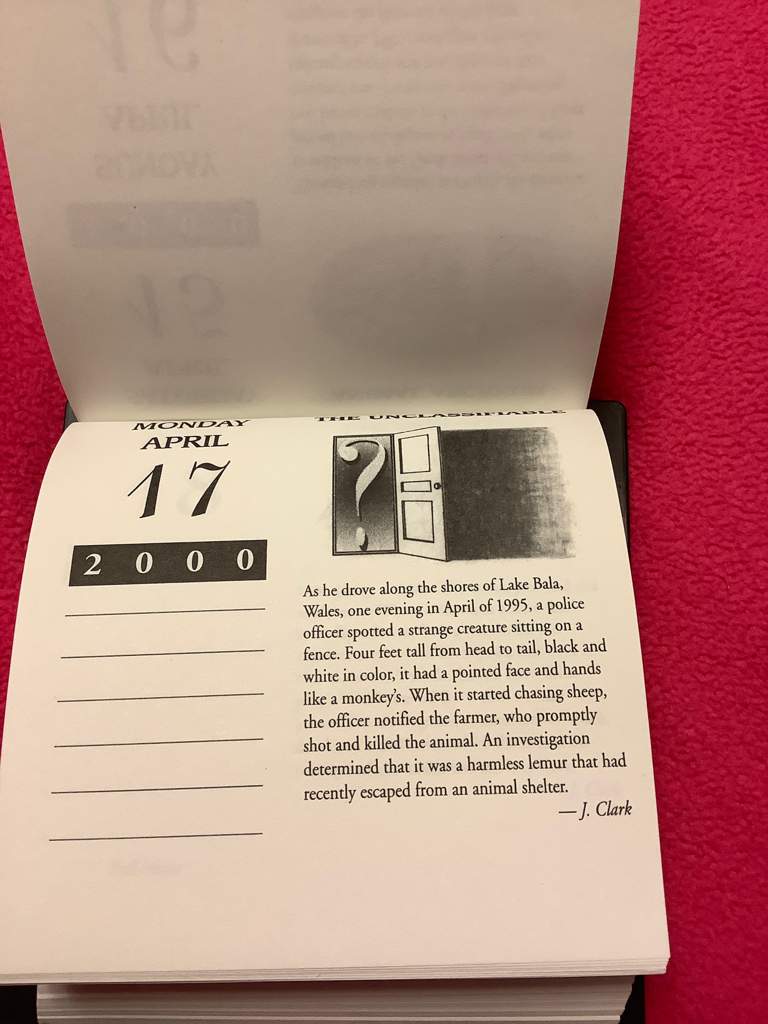 MONDAY
APRIL
17
2000
THE UNCLASSIFIABLE
?
As he drove along the shores of Lake Bala,
Wales, one evening in April of 1995, a police
officer spotted a strange creature sitting on a
fence. Four feet tall from head to tail, black and
white in color, it had a pointed face and hands
like a monkey's. When it started chasing sheep,
the officer notified the farmer, who promptly
shot and killed the animal. An investigation
determined that it was a harmless lemur that had
recently escaped from an animal shelter.
— J. Clark